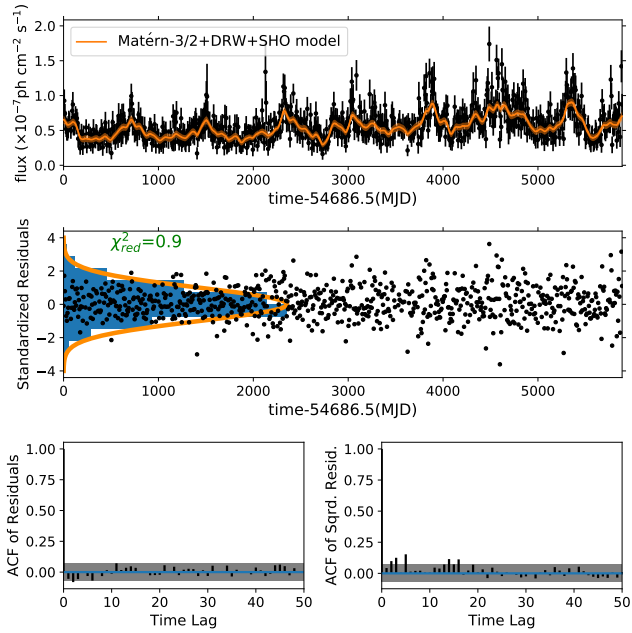 2.0
1.5
1.0
0.5
0.0
flux (×10⁻⁷ph cm⁻² s⁻¹)
Matérn-3/2+DRW+SHO model
0 1000 2000 3000 4000 5000
time-54686.5(MJD)
4
2
0
−2
−4
Standardized Residuals
χ²red=0.9
0 1000 2000 3000 4000 5000
time-54686.5(MJD)
1.00
0.75
0.50
0.25
0.00
ACF of Residuals
0 10 20 30 40 50
Time Lag
1.00
0.75
0.50
0.25
0.00
ACF of Sqrd. Resid.
0 10 20 30 40 50
Time Lag